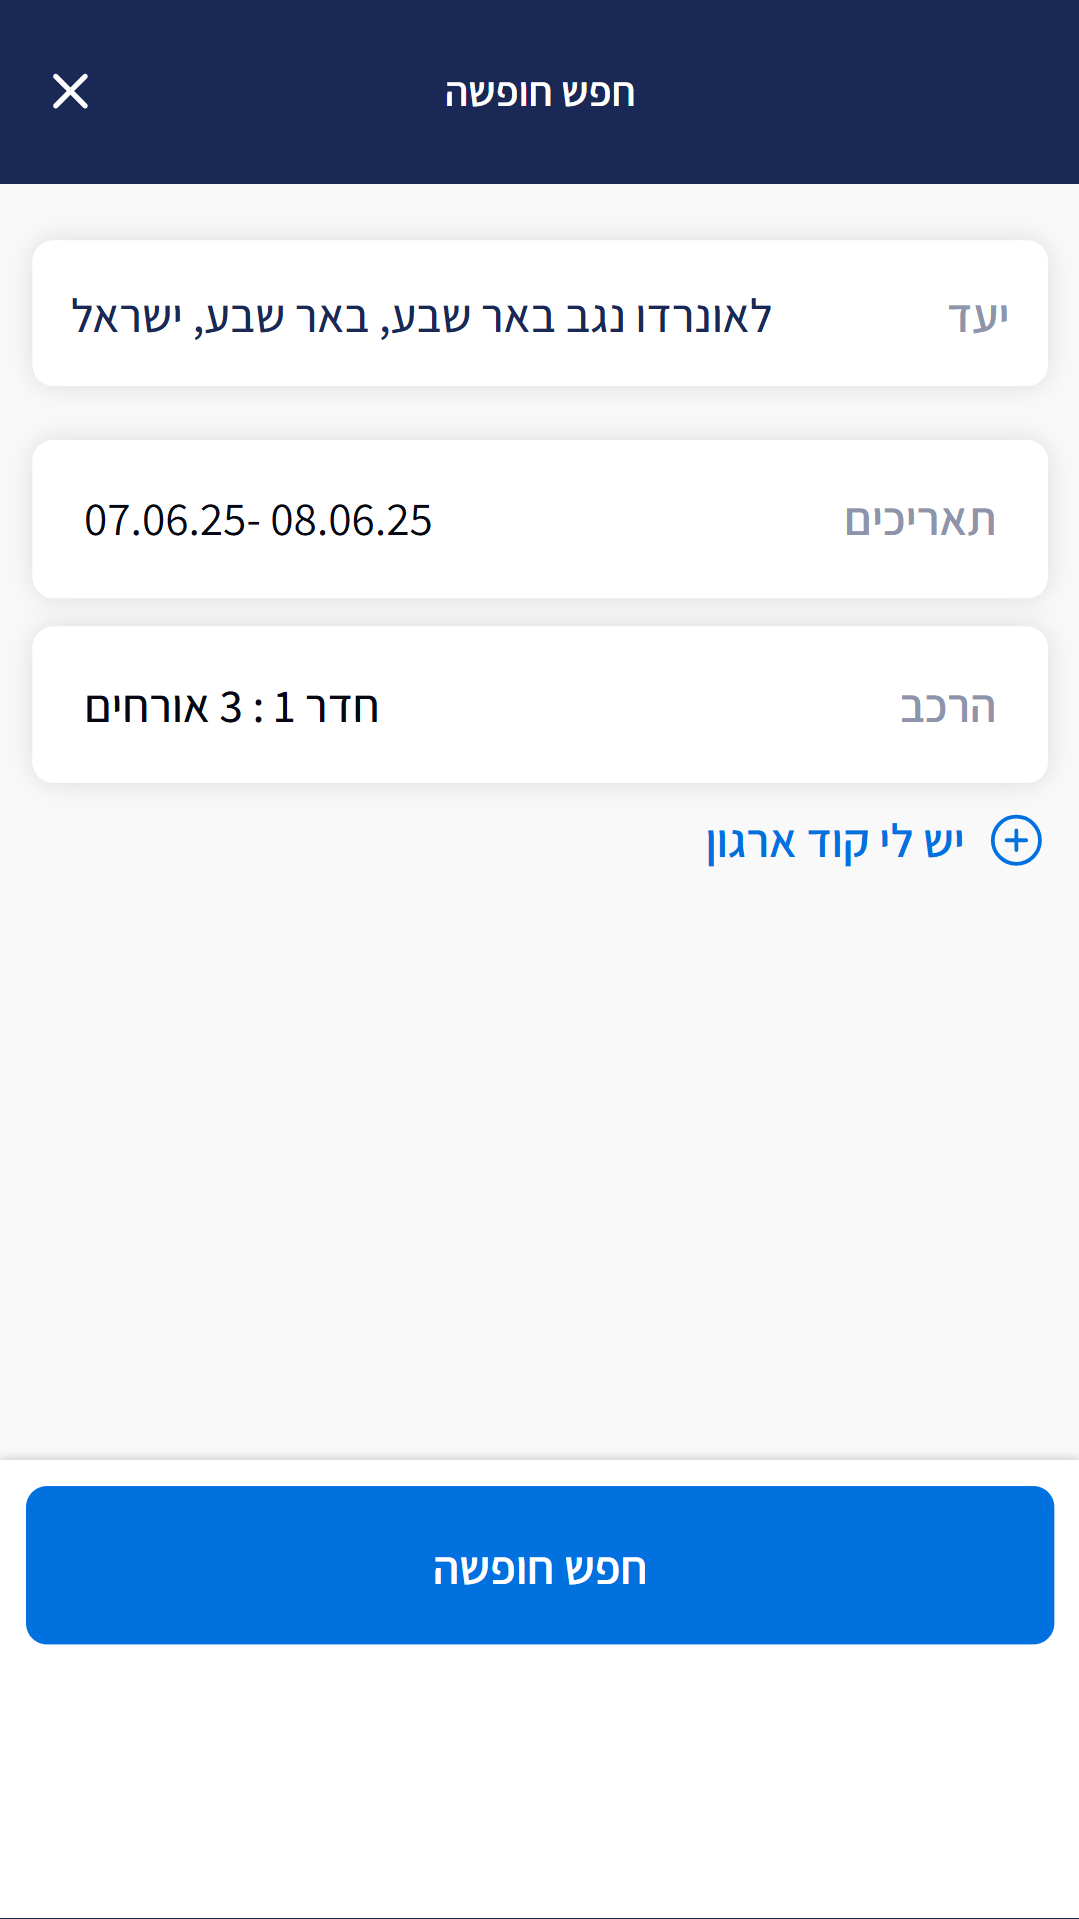 חפש חופשה
יעד לאונרדו נגב באר שבע, באר שבע, ישראל
תאריכים 07.06.25- 08.06.25
הרכב חדר 1 : 3 אורחים
יש לי קוד ארגון
חפש חופשה